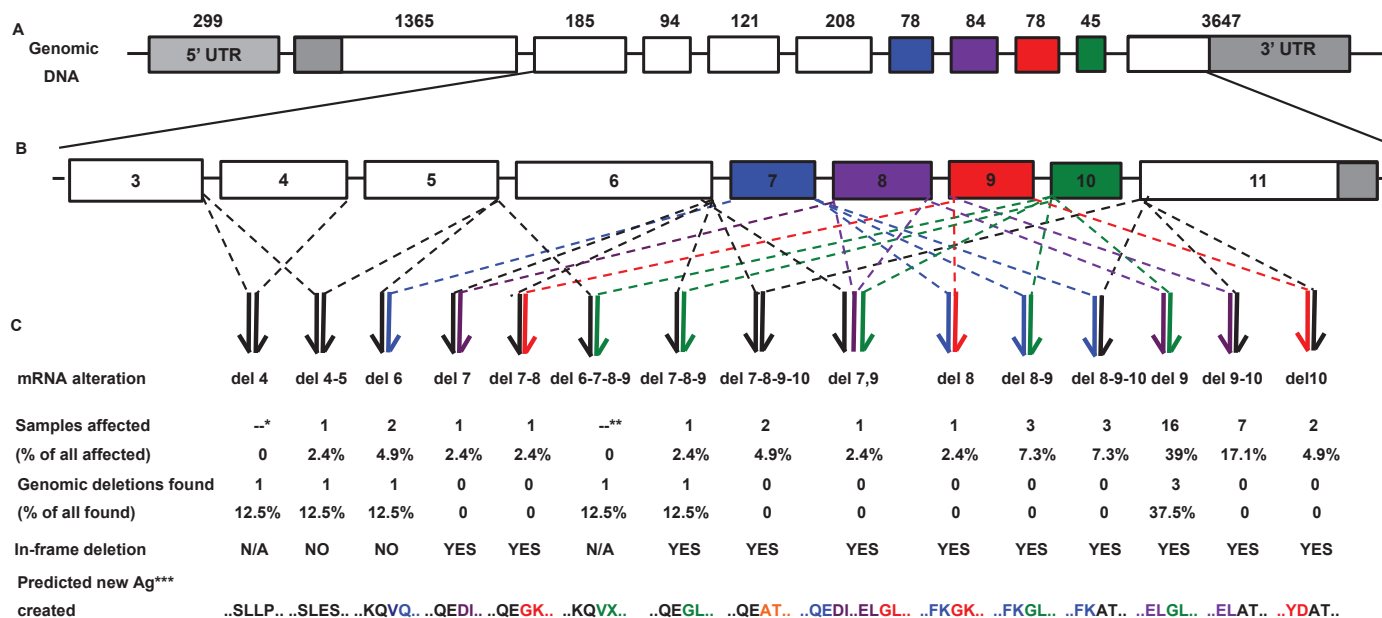 299 1365 185 94 121 208 78 84 78 45 3647
A
Genomic
DNA
5’ UTR 3’ UTR
B
3 4 5 6 7 8 9 10 11
C
mRNA alteration del 4 del 4-5 del 6 del 7 del 7-8 del 6-7-8-9 del 7-8-9 del 7-8-9-10 del 7,9 del 8 del 8-9 del 8-9-10 del 9 del 9-10 del10
Samples affected --* 1 2 1 1 --** 1 2 1 1 3 3 16 7 2
(% of all affected) 0 2.4% 4.9% 2.4% 2.4% 0 2.4% 4.9% 2.4% 2.4% 7.3% 7.3% 39% 17.1% 4.9%
Genomic deletions found 1 1 1 0 0 1 1 0 0 0 0 0 3 0 0
(% of all found) 12.5% 12.5% 12.5% 0 0 12.5% 12.5% 0 0 0 0 0 37.5% 0 0
In-frame deletion N/A NO NO YES YES N/A YES YES YES YES YES YES YES YES YES
Predicted new Ag***
created ..SLLP.. ..SLES.. ..KQVQ.. ..QEDI.. ..QEGK.. ..KQVX.. ..QEGL.. ..QEAT.. ..QEDI..ELGL.. ..FKGK.. ..FKGL.. ..FKAT.. ..ELGL.. ..ELAT.. ..YDAT..